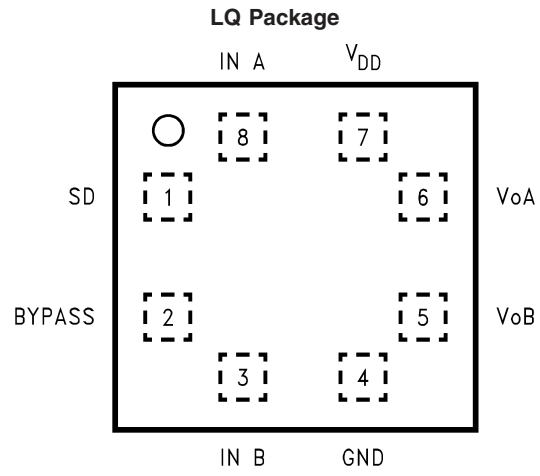 LQ Package
IN A
VDD
8
7
SD
1
6
VoA
BYPASS
2
5
VoB
3
4
IN B
GND